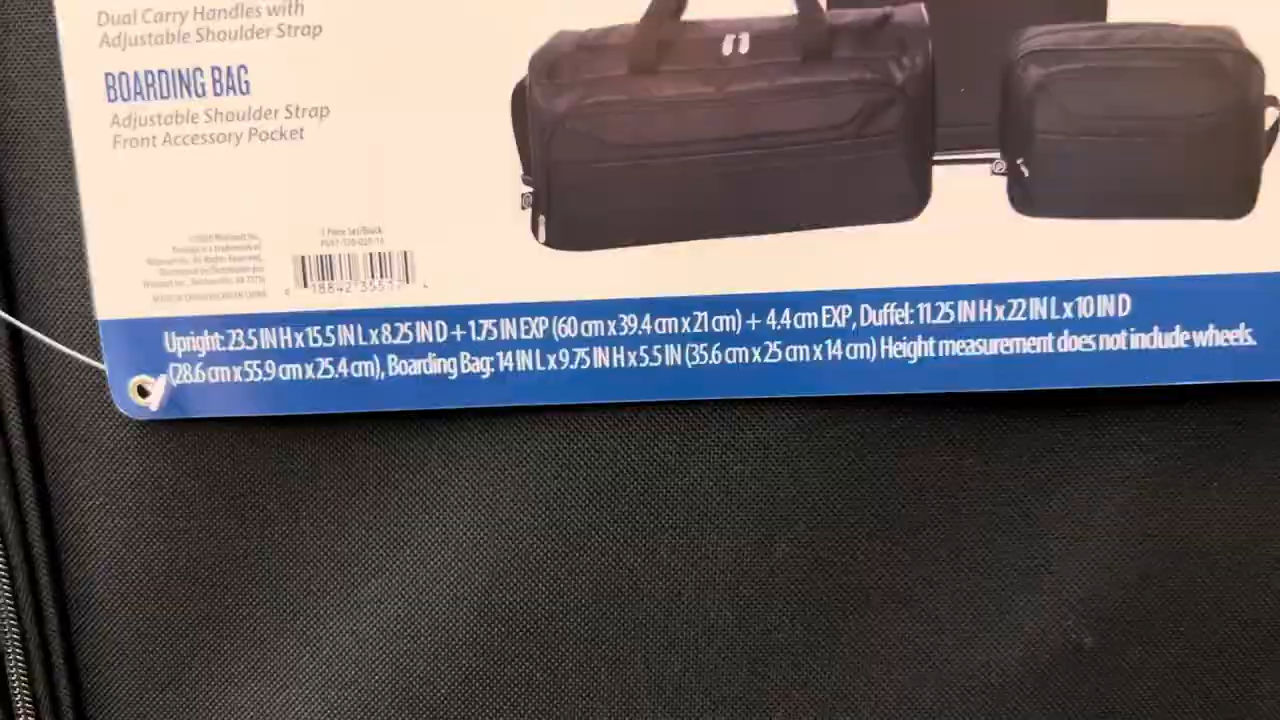 Dual Carry Handles with
Adjustable Shoulder Strap
BOARDING BAG
Adjustable Shoulder Strap
Front Accessory Pocket
3 Piece Set/Black
Upright: 23.5 IN H x 15.5 IN L x 8.25 IN D + 1.75 IN EXP (60 cm x 39.4 cm x 21 cm) + 4.4 cm EXP, Duffel: 11.25 IN H x 22 IN L x 10 IN D
(28.6 cm x 55.9 cm x 25.4 cm), Boarding Bag: 14 IN L x 9.75 IN H x 5.5 IN (35.6 cm x 25 cm x 14 cm) Height measurement does not include wheels.